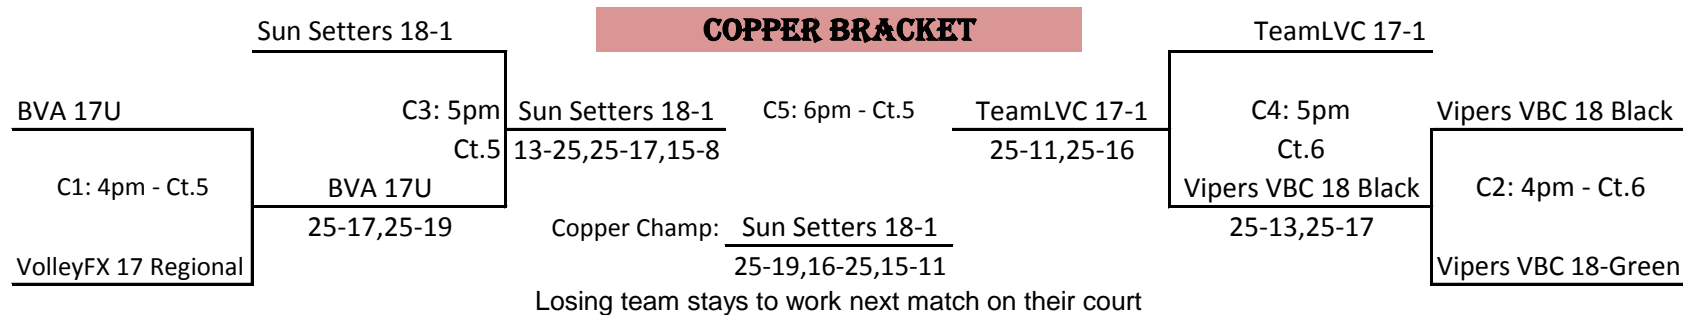 COPPER BRACKET
Sun Setters 18-1
TeamLVC 17-1
BVA 17U
C3: 5pm
Sun Setters 18-1
C5: 6pm - Ct.5
TeamLVC 17-1
C4: 5pm
Vipers VBC 18 Black
Ct.5
13-25,25-17,15-8
25-11,25-16
Ct.6
C1: 4pm - Ct.5
BVA 17U
Vipers VBC 18 Black
C2: 4pm - Ct.6
25-17,25-19
Copper Champ:
Sun Setters 18-1
25-13,25-17
VolleyFX 17 Regional
25-19,16-25,15-11
Vipers VBC 18-Green
Losing team stays to work next match on their court